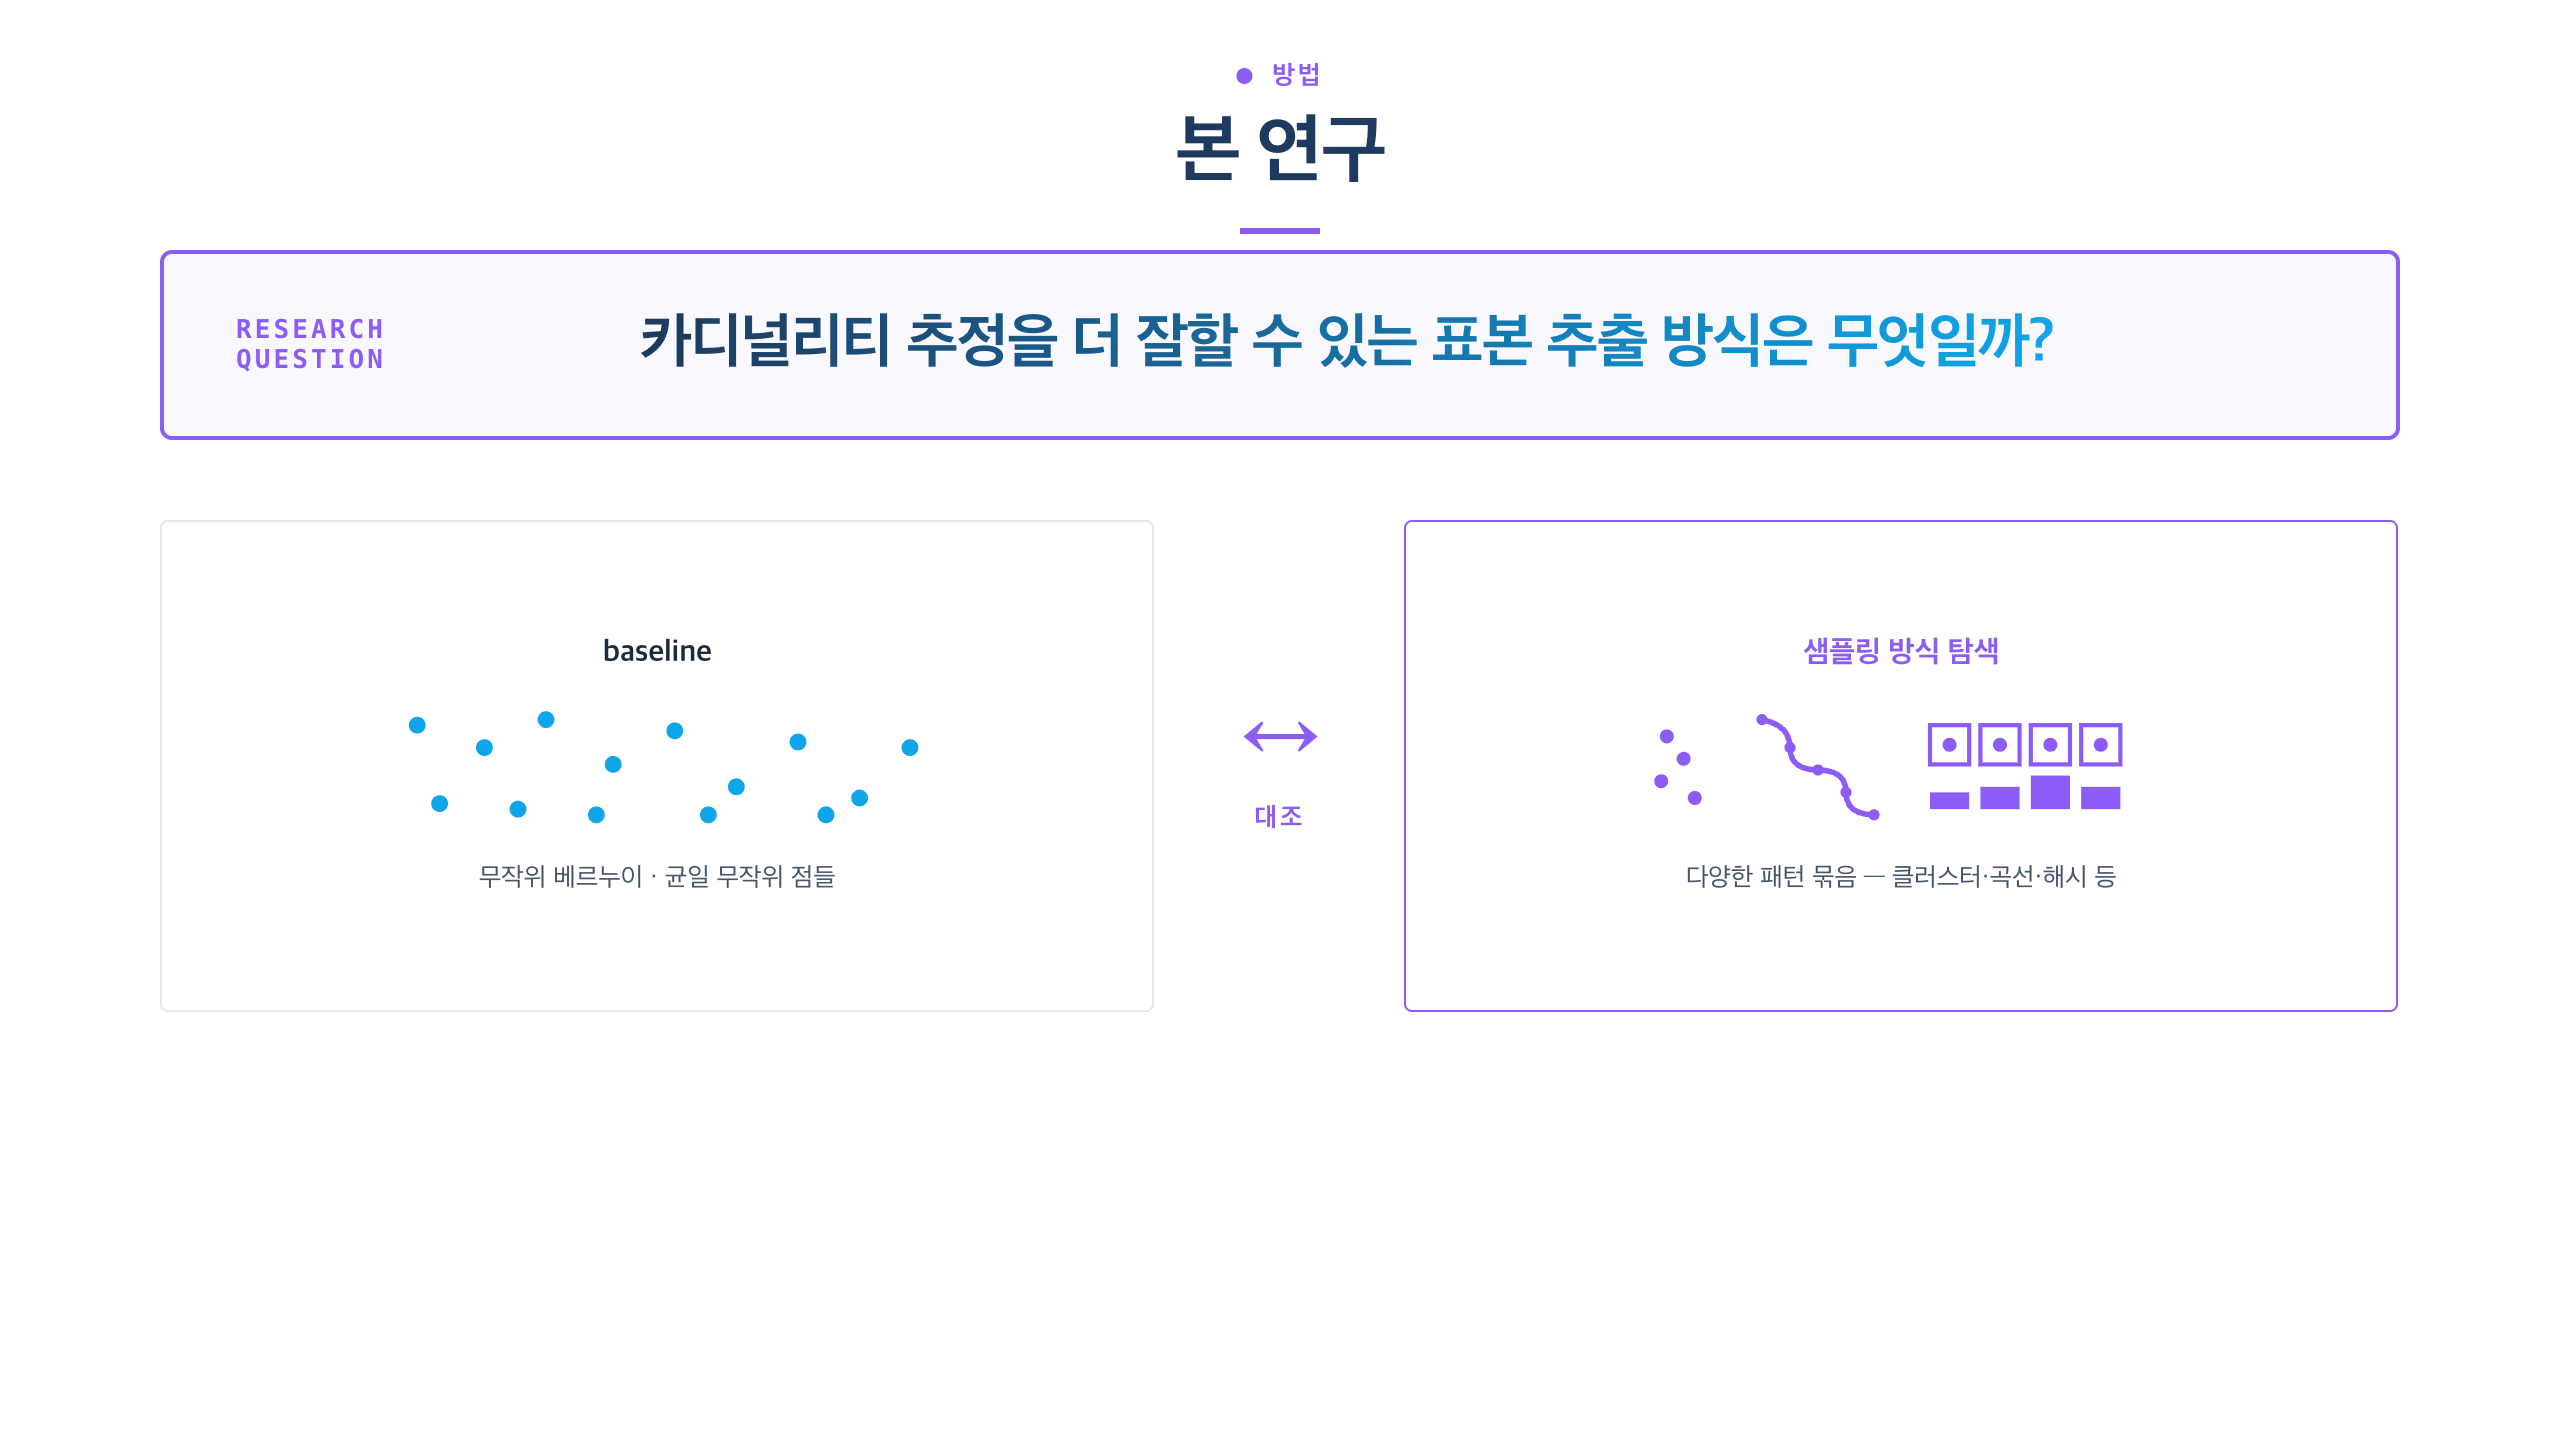 방법
본 연구
RESEARCH
QUESTION
카디널리티 추정을 더 잘할 수 있는 표본 추출 방식은 무엇일까?
baseline
무작위 베르누이 · 균일 무작위 점들
대조
샘플링 방식 탐색
다양한 패턴 묶음 — 클러스터·곡선·해시 등